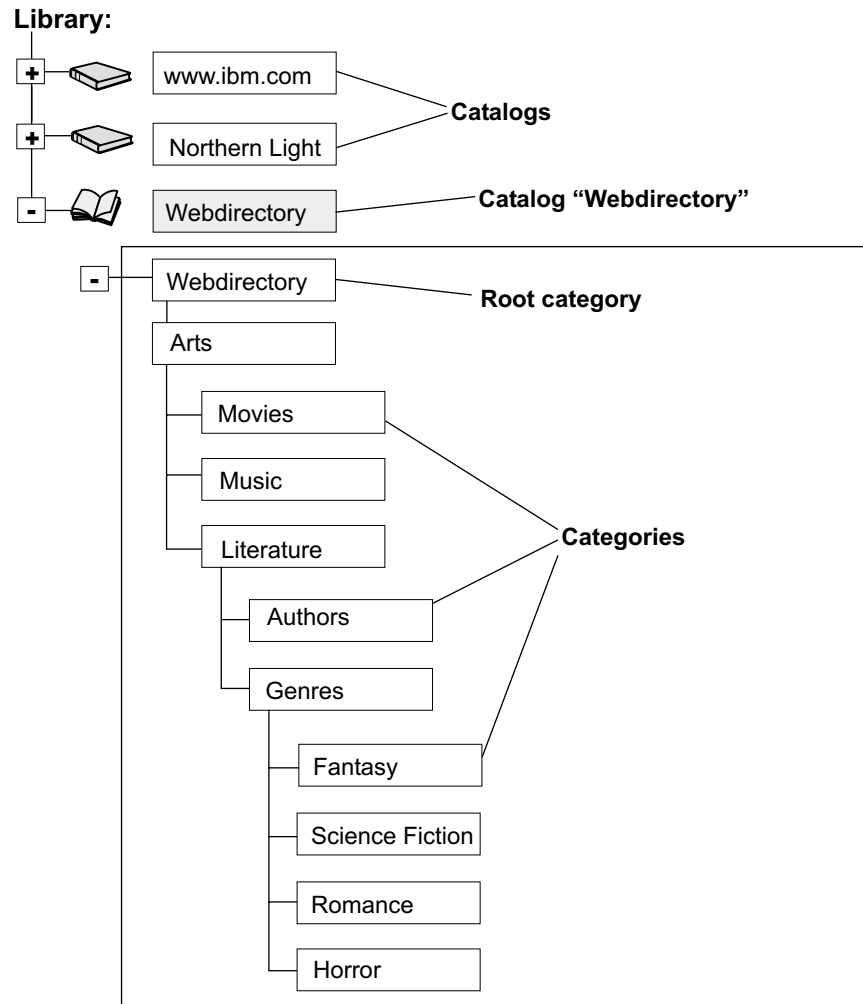 Library:
+
www.ibm.com
Catalogs
+
Northern Light
-
Webdirectory
Catalog “Webdirectory”
-
Webdirectory
Root category
Arts
Movies
Music
Literature
Categories
Authors
Genres
Fantasy
Science Fiction
Romance
Horror